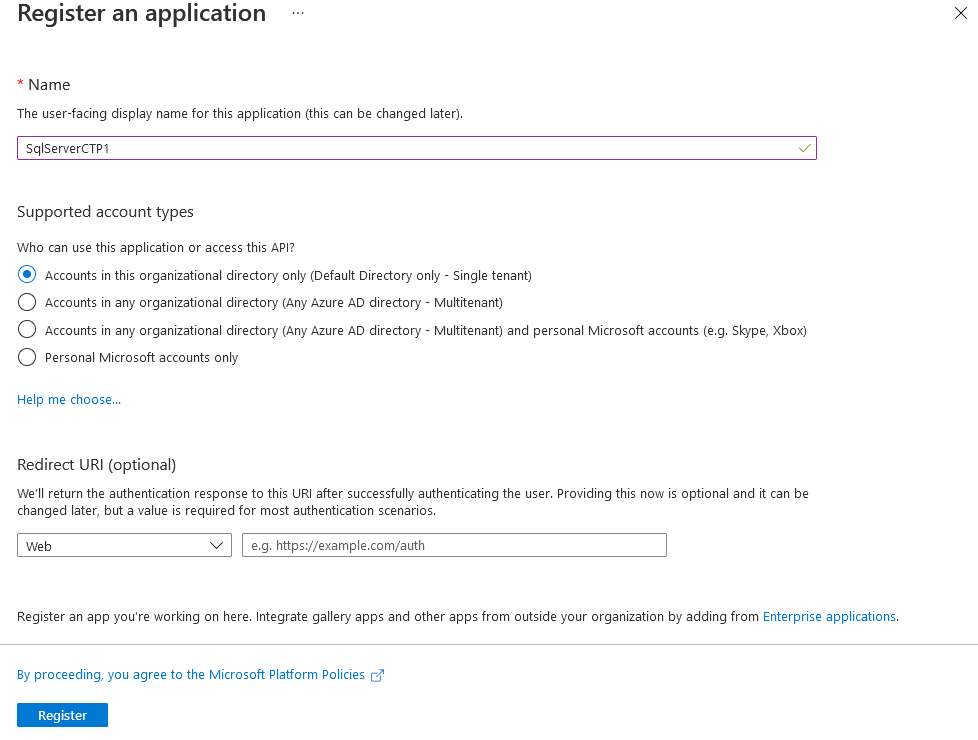 Register an application ...
* Name
The user-facing display name for this application (this can be changed later).
SqlServerCTP1
Supported account types
Who can use this application or access this API?
Accounts in this organizational directory only (Default Directory only - Single tenant)
Accounts in any organizational directory (Any Azure AD directory - Multitenant)
Accounts in any organizational directory (Any Azure AD directory - Multitenant) and personal Microsoft accounts (e.g. Skype, Xbox)
Personal Microsoft accounts only
Help me choose...
Redirect URI (optional)
We'll return the authentication response to this URI after successfully authenticating the user. Providing this now is optional and it can be
changed later, but a value is required for most authentication scenarios.
Web
e.g. https://example.com/auth
Register an app you're working on here. Integrate gallery apps and other apps from outside your organization by adding from Enterprise applications.
By proceeding, you agree to the Microsoft Platform Policies
Register